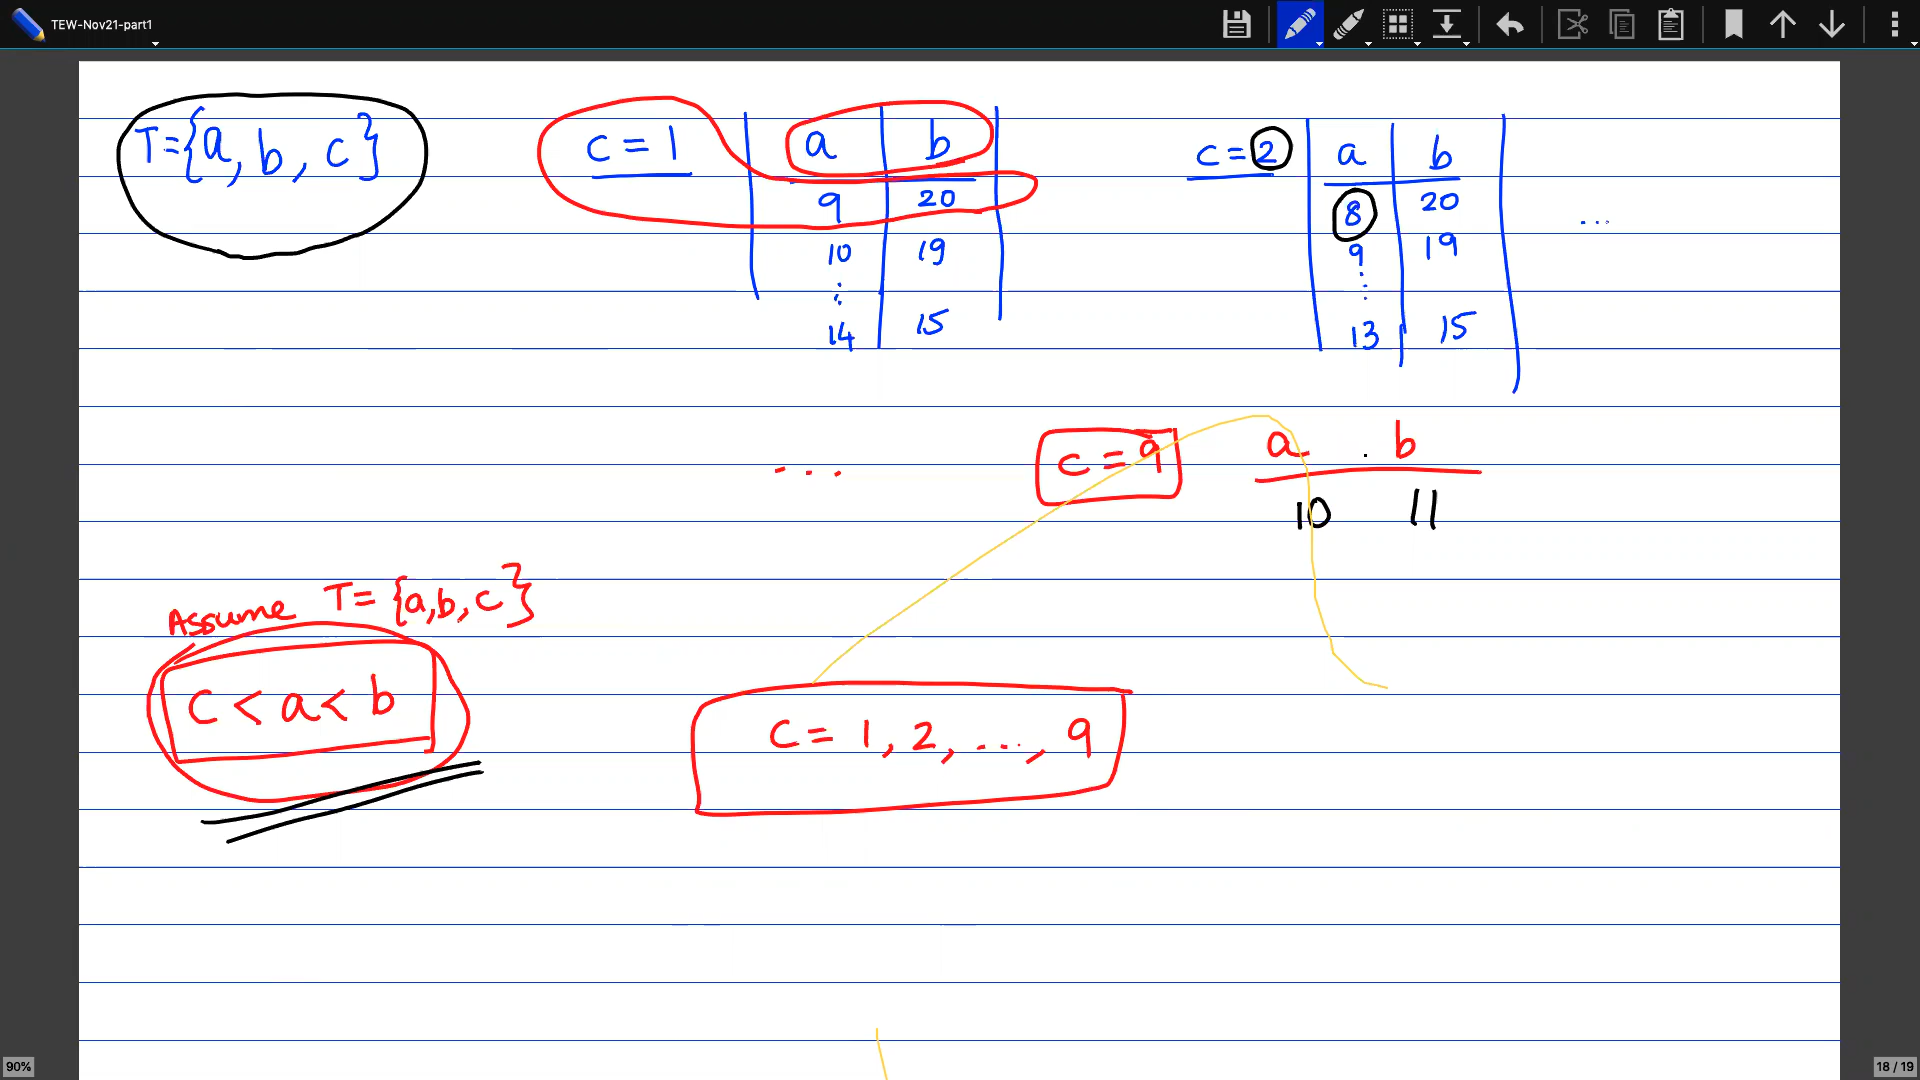 TEW-Nov21-part1
T={a, b, c} c = 1 a b c = 2 a b
9 20 8 20
10 19 9 19 ...
⋮ ⋮
14 15 13 15
... c = 9 a . b
10 11
Assume T= {a,b,c}
c < a < b
c = 1, 2, ..., 9
90% 18 / 19